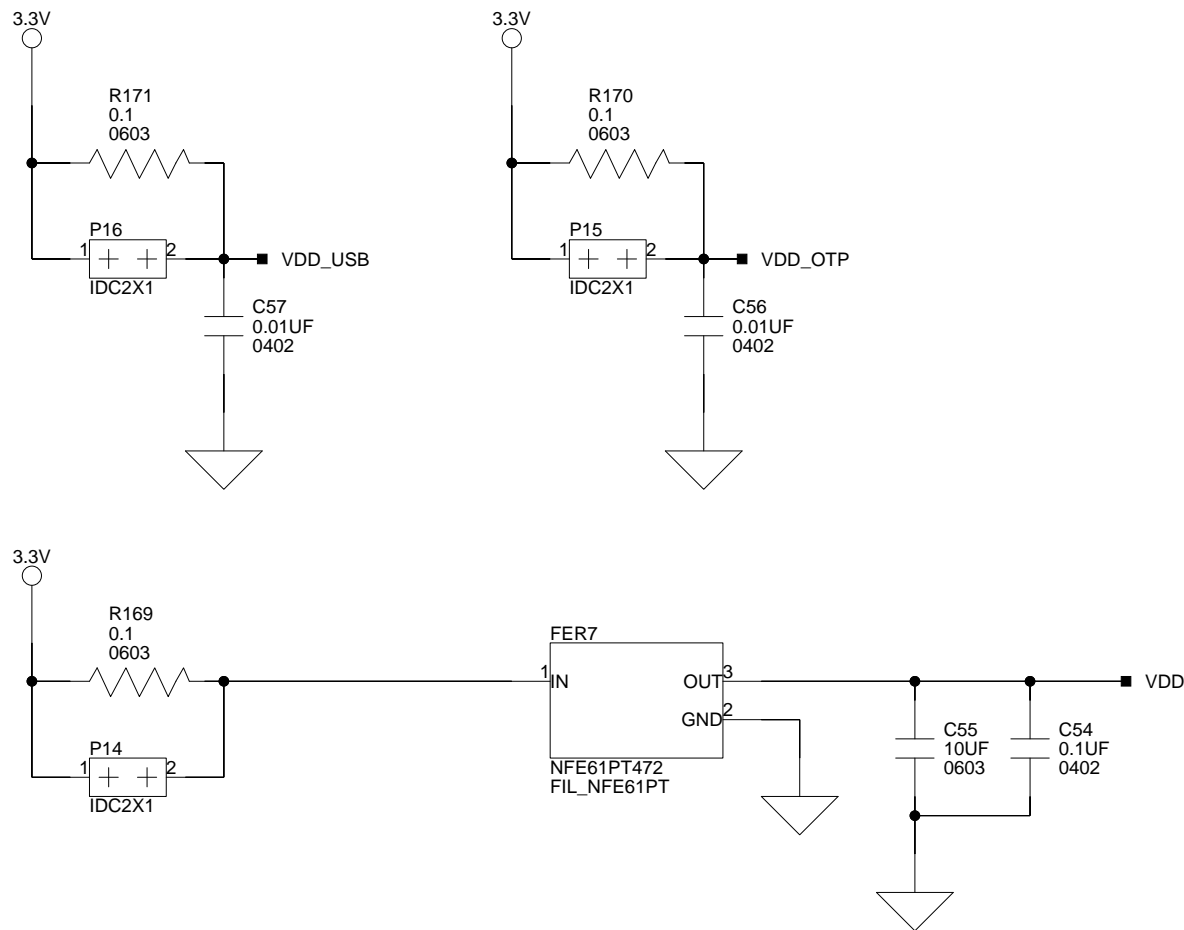 3.3V
R171
0.1
0603
P16
1
2
IDC2X1
VDD_USB
C57
0.01UF
0402
3.3V
R170
0.1
0603
P15
1
2
IDC2X1
VDD_OTP
C56
0.01UF
0402
3.3V
R169
0.1
0603
P14
1
2
IDC2X1
FER7
1
IN
OUT
3
GND
2
NFE61PT472
FIL_NFE61PT
VDD
C55
10UF
0603
C54
0.1UF
0402